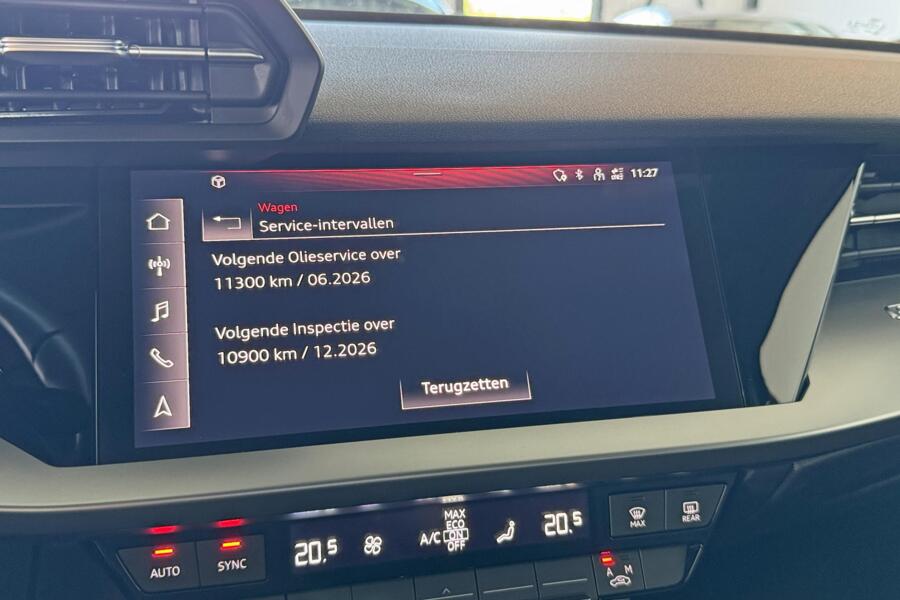 11:27
Wagen
Service-intervallen
Volgende Olieservice over
11300 km / 06.2026
Volgende Inspectie over
10900 km / 12.2026
Terugzetten
AUTO
SYNC
20.5
A/C
MAX
ECO
ON
OFF
20.5
MAX
REAR
A M